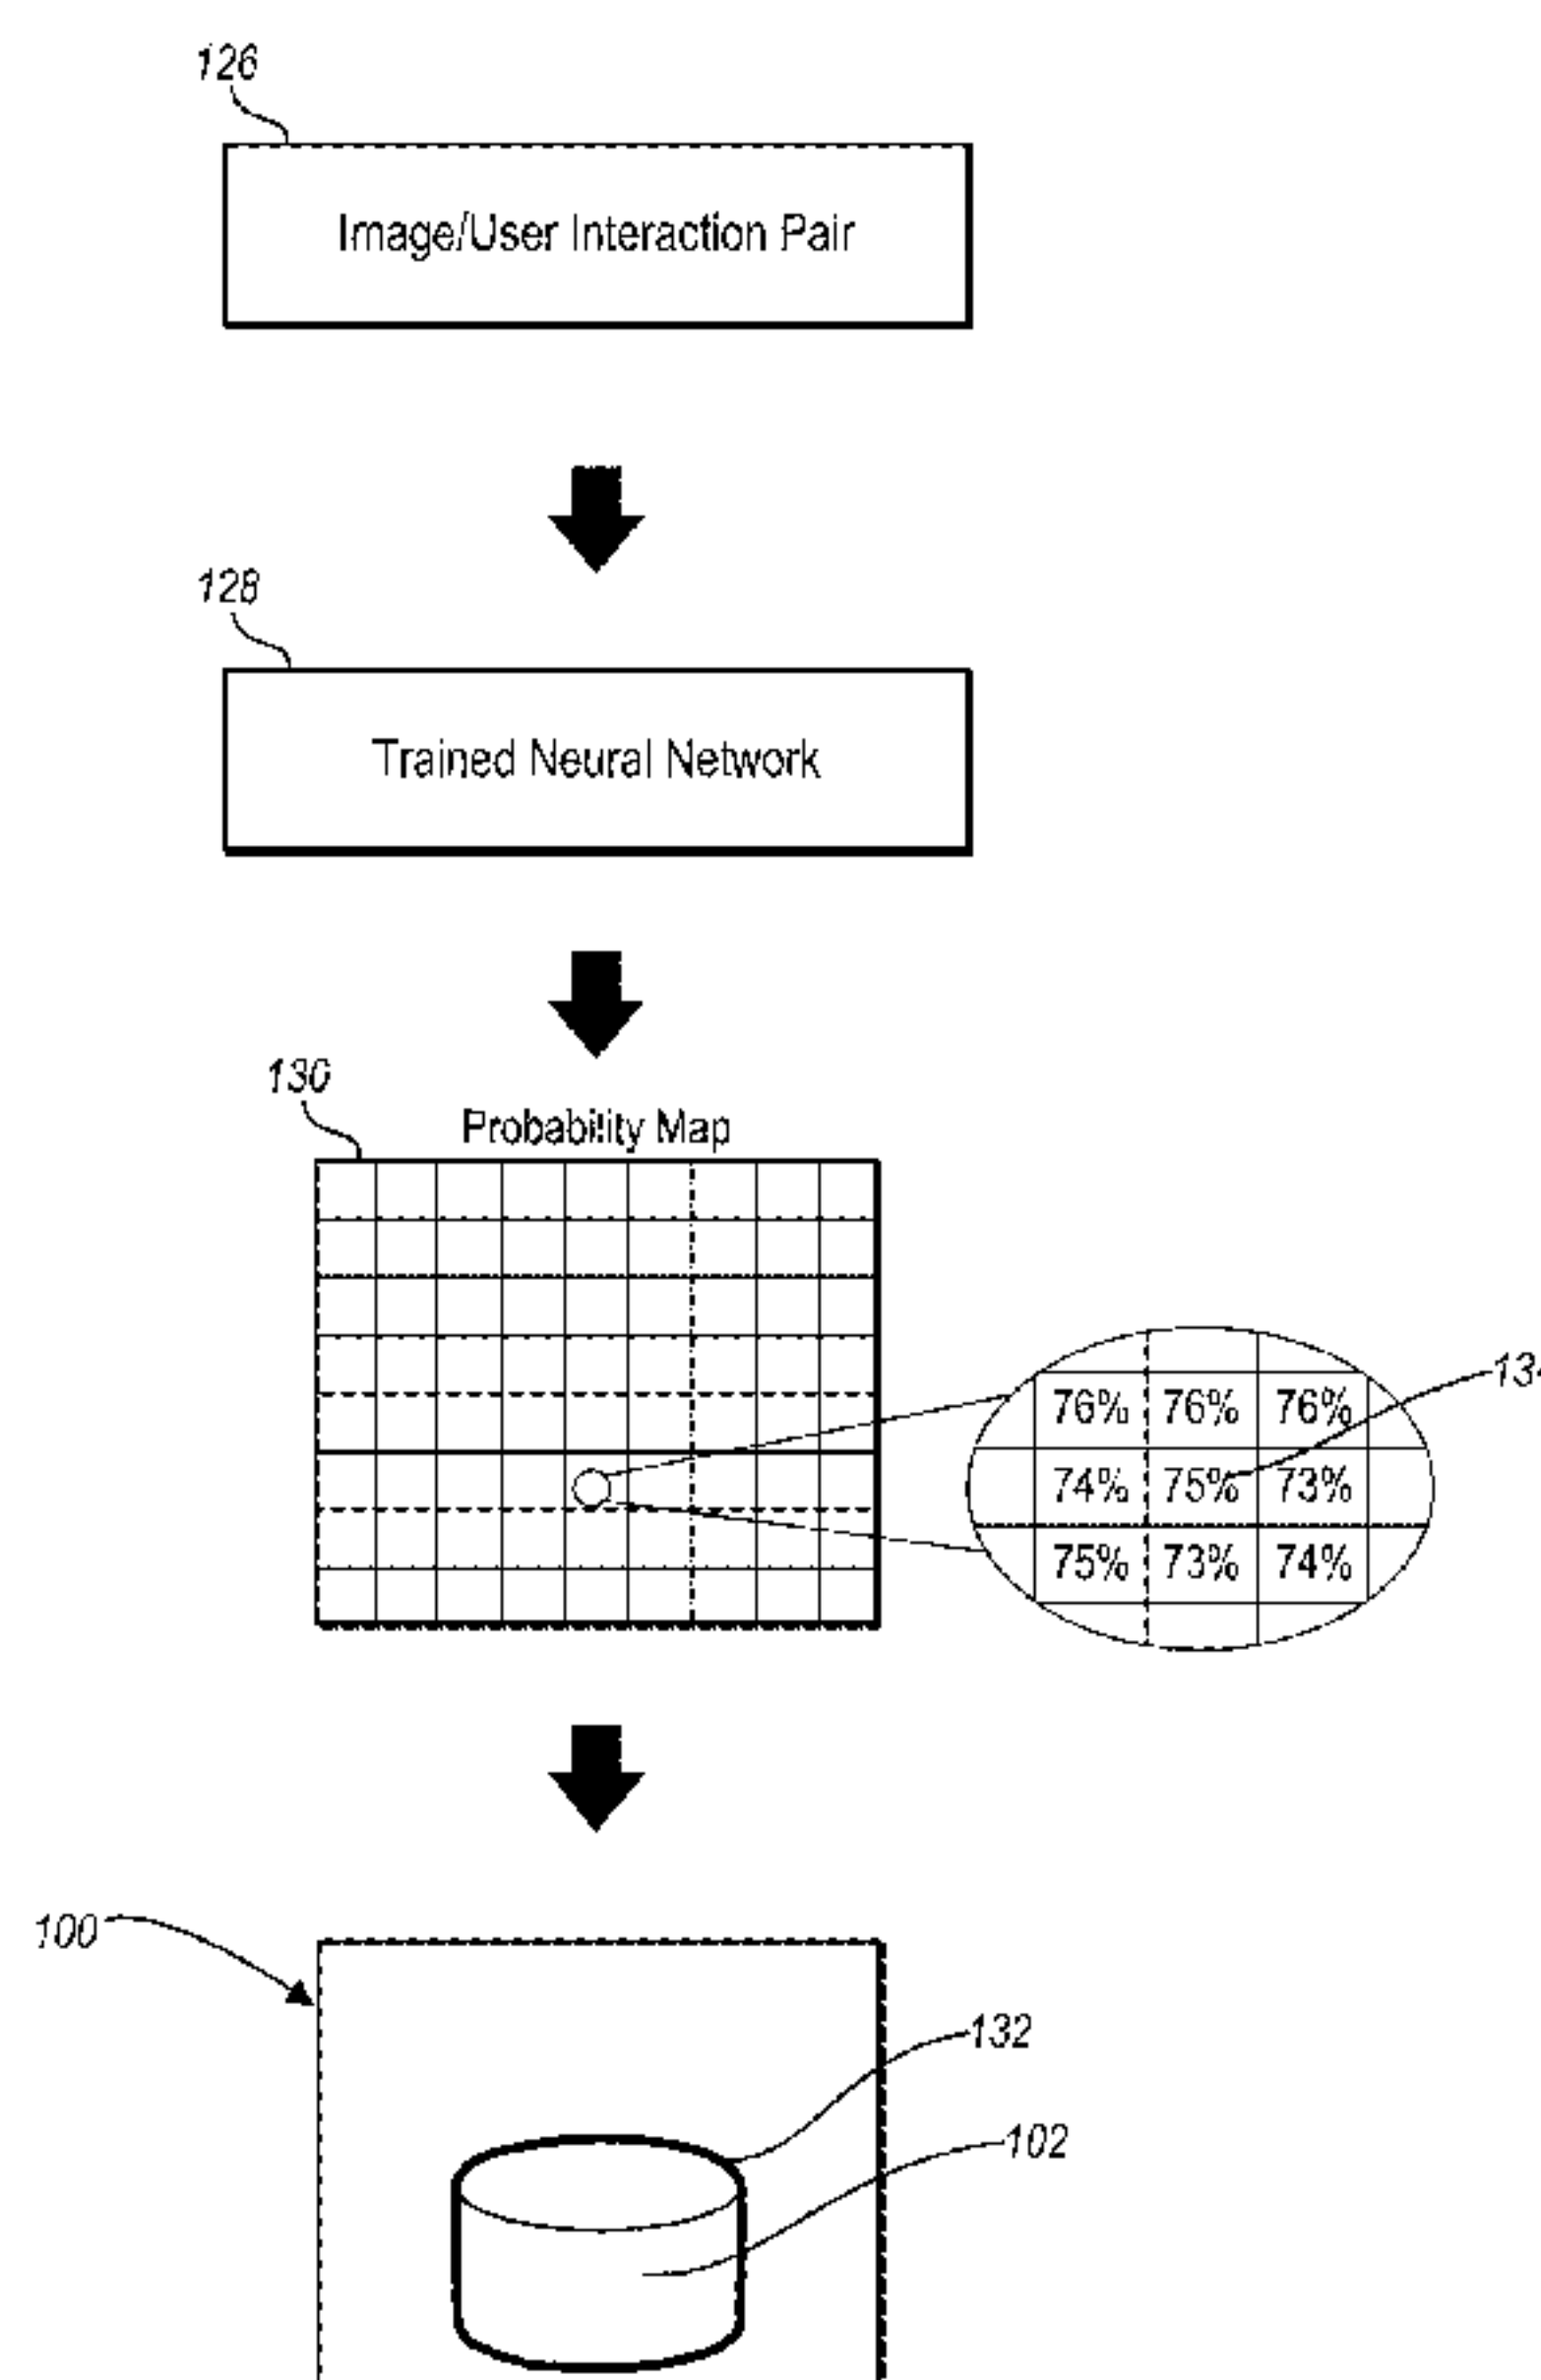 126
Image/User Interaction Pair
128
Trained Neural Network
130
Probability Map
76% 76% 76%
74% 75% 73%
75% 73% 74%
100
132
102